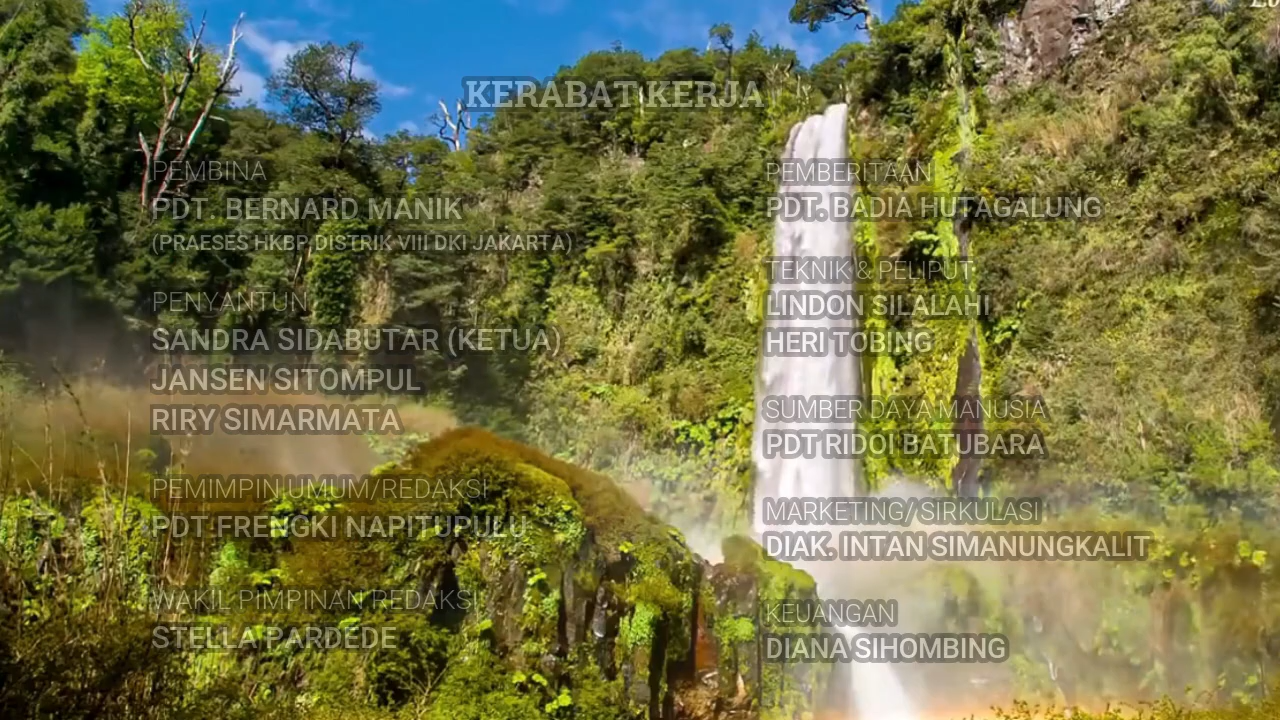 KERABAT KERJA
PEMBINA
PDT. BERNARD MANIK
(PRAESES HKBP DISTRIK VIII DKI JAKARTA)
PENYANTUN
SANDRA SIDABUTAR (KETUA)
JANSEN SITOMPUL
RIRY SIMARMATA
PEMIMPINUMUM/REDAKSI
PDT.FRENGKI NAPITUPULU
WAKIL PIMPINAN REDAKSI
STELLA PARDEDE
PEMBERITAAN
PDT. BADIA HUTAGALUNG
TEKNIK & PELIPUT
LINDON SILALAHI
HERI TOBING
SUMBER DAYA MANUSIA
PDT RIDOI BATUBARA
MARKETING/SIRKULASI
DIAK. INTAN SIMANUNGKALIT
KEUANGAN
DIANA SIHOMBING